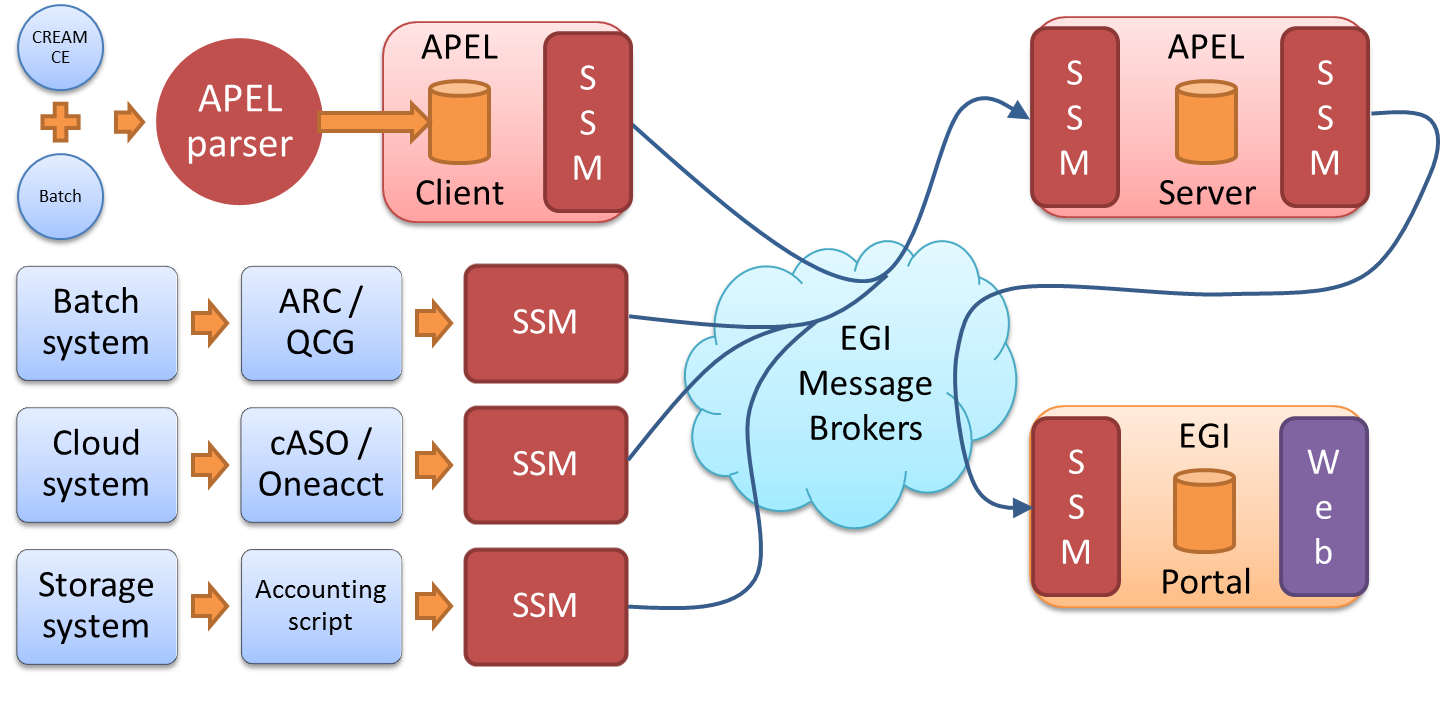 CREAM
CE
Batch
APEL
parser
APEL
Client
S
S
M
APEL
Server
S
S
M
S
S
M
Batch
system
ARC /
QCG
SSM
Cloud
system
cASO /
Oneacct
SSM
Storage
system
Accounting
script
SSM
EGI
Message
Brokers
S
S
M
EGI
Portal
W
e
b